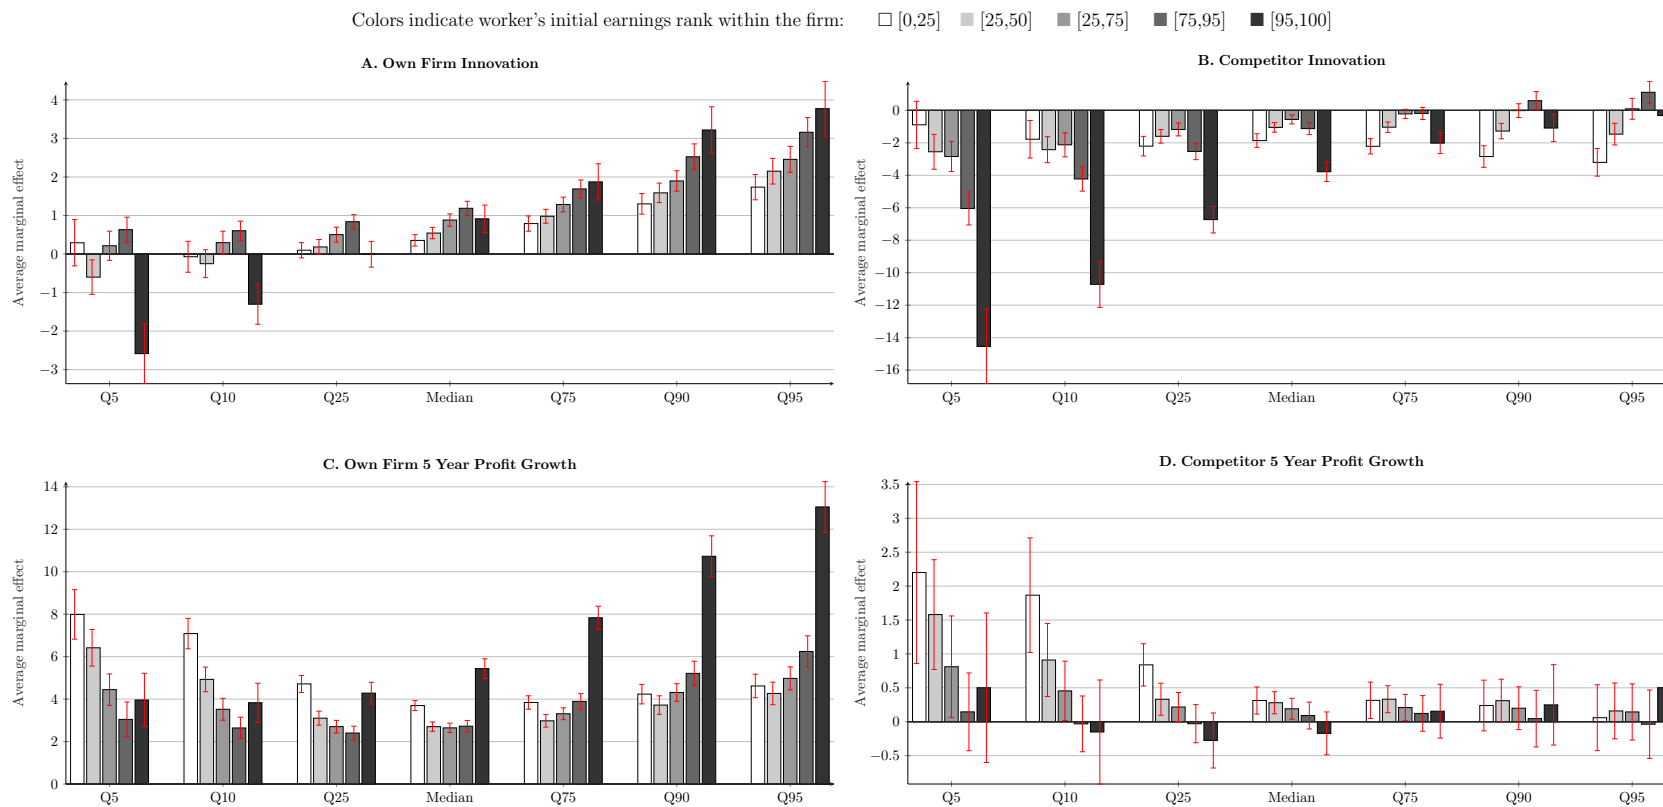 Colors indicate worker's initial earnings rank within the firm: [0,25] [25,50] [25,75] [75,95] [95,100]
A. Own Firm Innovation
Average marginal effect
4
3
2
1
0
−1
−2
−3
Q5 Q10 Q25 Median Q75 Q90 Q95
B. Competitor Innovation
Average marginal effect
0
−2
−4
−6
−8
−10
−12
−14
−16
Q5 Q10 Q25 Median Q75 Q90 Q95
C. Own Firm 5 Year Profit Growth
Average marginal effect
14
12
10
8
6
4
2
0
Q5 Q10 Q25 Median Q75 Q90 Q95
D. Competitor 5 Year Profit Growth
Average marginal effect
3.5
3
2.5
2
1.5
1
0.5
0
−0.5
Q5 Q10 Q25 Median Q75 Q90 Q95